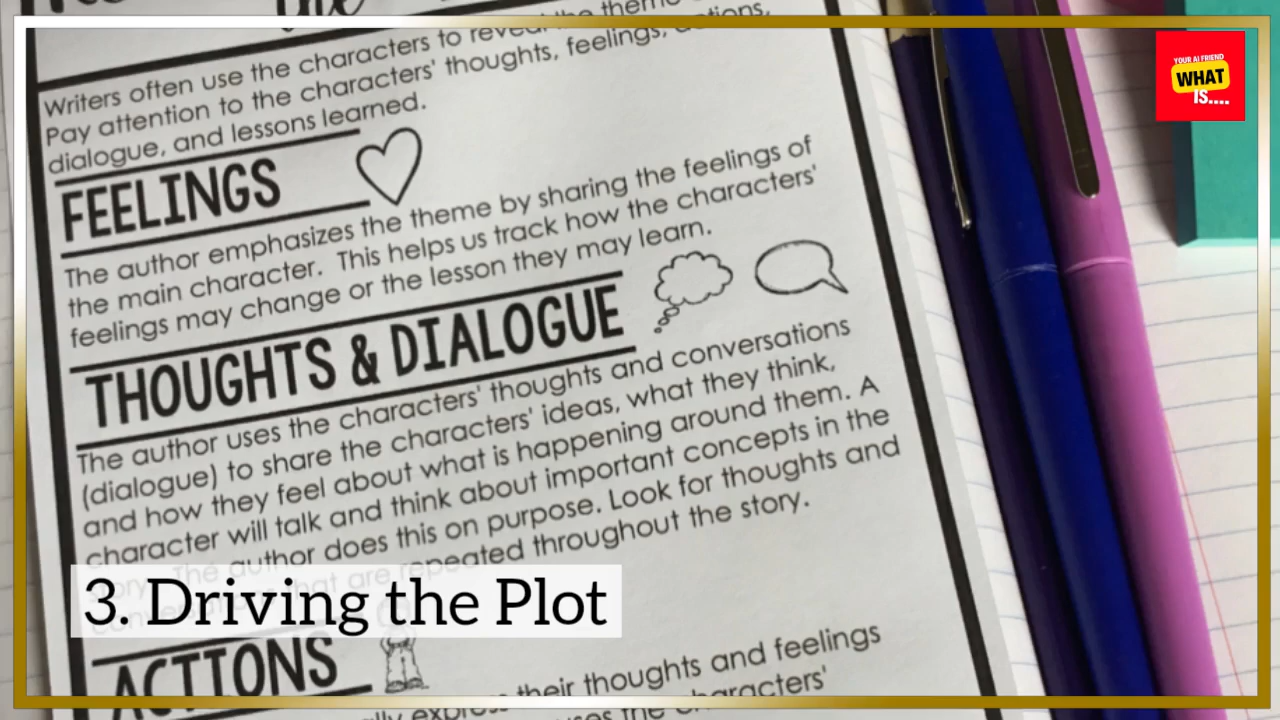 the
Writers often use the characters to reveal the theme
Pay attention to the characters' thoughts, feelings, actions,
dialogue, and lessons learned.
FEELINGS
The author emphasizes the theme by sharing the feelings of
the main character. This helps us track how the characters'
feelings may change or the lesson they may learn.
THOUGHTS & DIALOGUE
The author uses the characters' thoughts and conversations
(dialogue) to share the characters' ideas, what they think,
and how they feel about what is happening around them. A
character will talk and think about important concepts in the
story. The author does this on purpose. Look for thoughts and
that are repeated throughout the story.
3. Driving the Plot
ACTIONS
their thoughts and feelings
characters'
YOUR AI FRIEND
WHAT
IS....